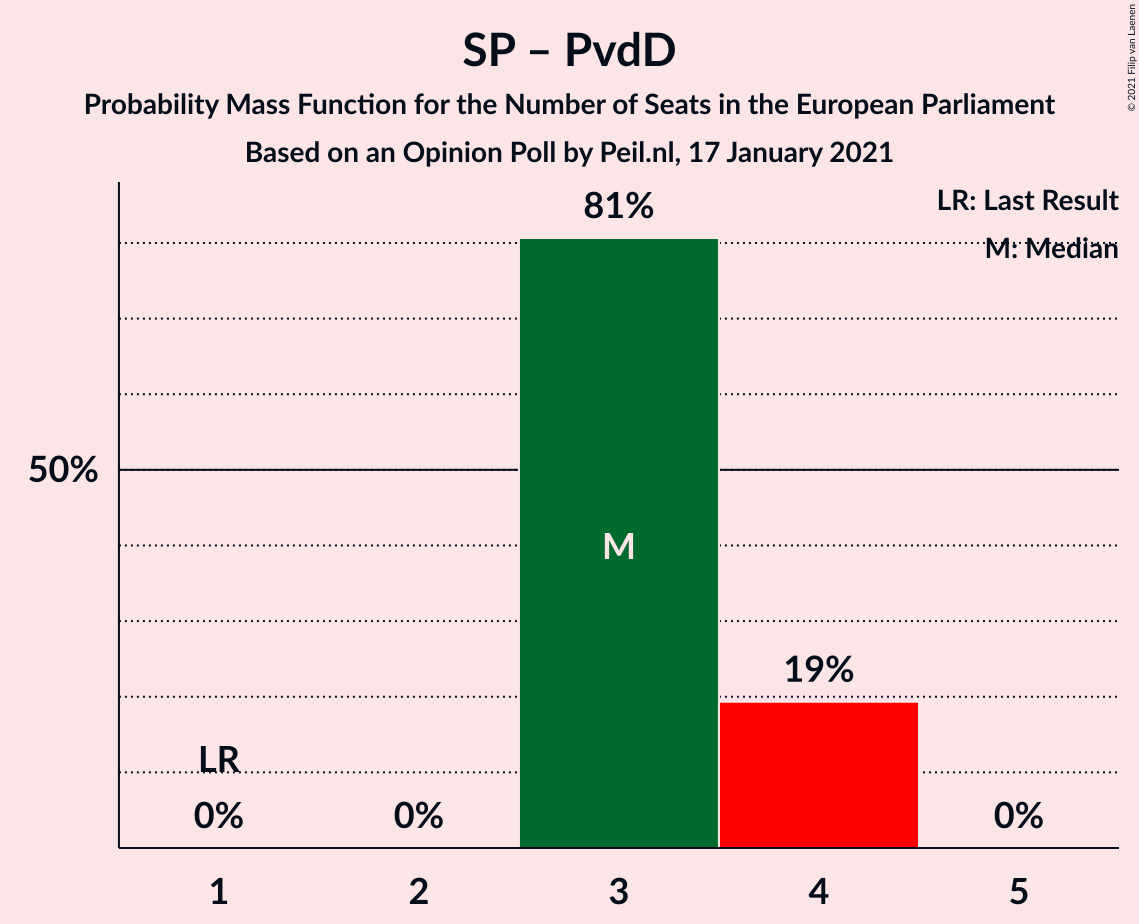 SP – PvdD
Probability Mass Function for the Number of Seats in the European Parliament
Based on an Opinion Poll by Peil.nl, 17 January 2021
© 2021 Filip van Laenen
LR: Last Result
M: Median
81%
50%
M
19%
LR
0%
0%
0%
1
2
3
4
5